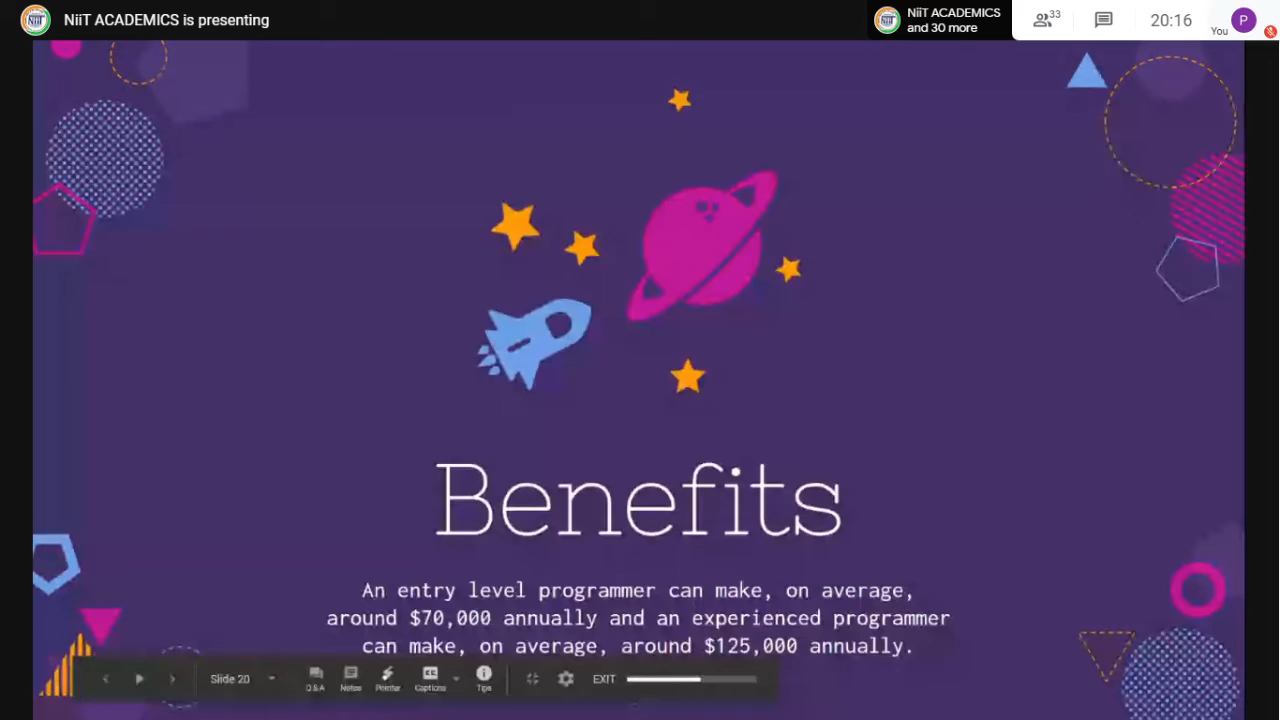 NiiT ACADEMICS is presenting
NiiT ACADEMICS
and 30 more
33
20:16
You
P
Benefits
An entry level programmer can make, on average,
around $70,000 annually and an experienced programmer
can make, on average, around $125,000 annually.
Slide 20
Q&A
Notes
Pointer
Captions
Tips
EXIT